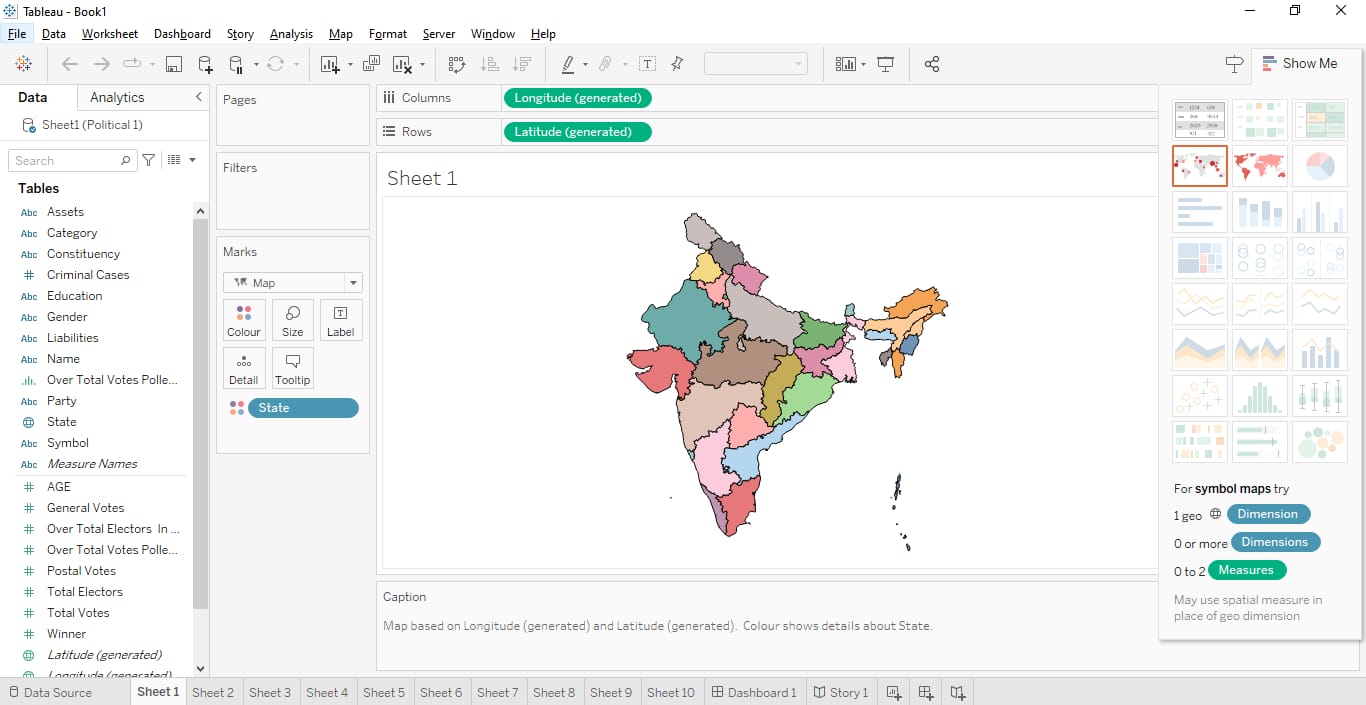 Tableau - Book1
File Data Worksheet Dashboard Story Analysis Map Format Server Window Help
Show Me
Data Analytics
Sheet1 (Political 1)
Search
Tables
Abc Assets
Abc Category
Abc Constituency
# Criminal Cases
Abc Education
Abc Gender
Abc Liabilities
Abc Name
Over Total Votes Polle...
Abc Party
State
Abc Symbol
Abc Measure Names
# AGE
# General Votes
# Over Total Electors In ...
# Over Total Votes Polle...
# Postal Votes
# Total Electors
# Total Votes
# Winner
Latitude (generated)
Longitude (generated)
Pages
Filters
Marks
Map
Colour Size Label
Detail Tooltip
State
Columns Longitude (generated)
Rows Latitude (generated)
Sheet 1
Caption
Map based on Longitude (generated) and Latitude (generated). Colour shows details about State.
For symbol maps try
1 geo Dimension
0 or more Dimensions
0 to 2 Measures
May use spatial measure in
place of geo dimension
Data Source Sheet 1 Sheet 2 Sheet 3 Sheet 4 Sheet 5 Sheet 6 Sheet 7 Sheet 8 Sheet 9 Sheet 10 Dashboard 1 Story 1